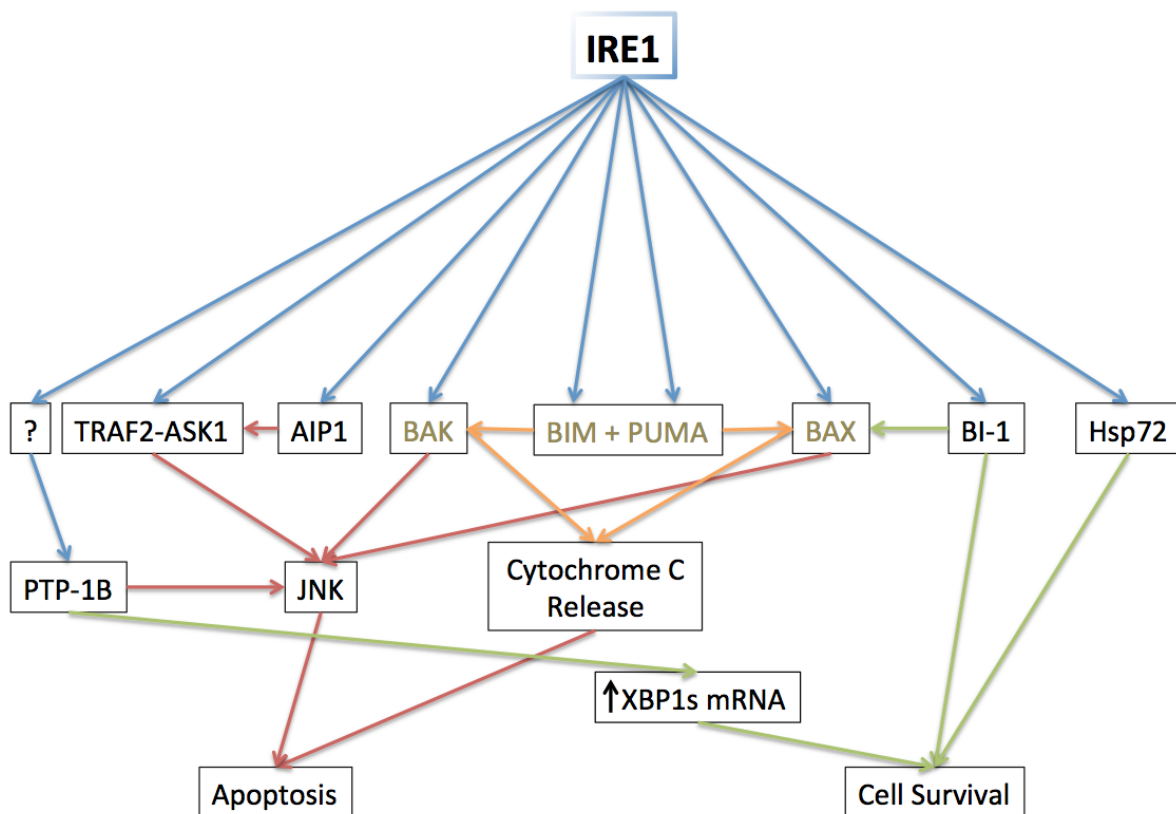 IRE1
?
TRAF2-ASK1
AIP1
BAK
BIM + PUMA
BAX
BI-1
Hsp72
PTP-1B
JNK
Cytochrome C
Release
↑XBP1s mRNA
Apoptosis
Cell Survival